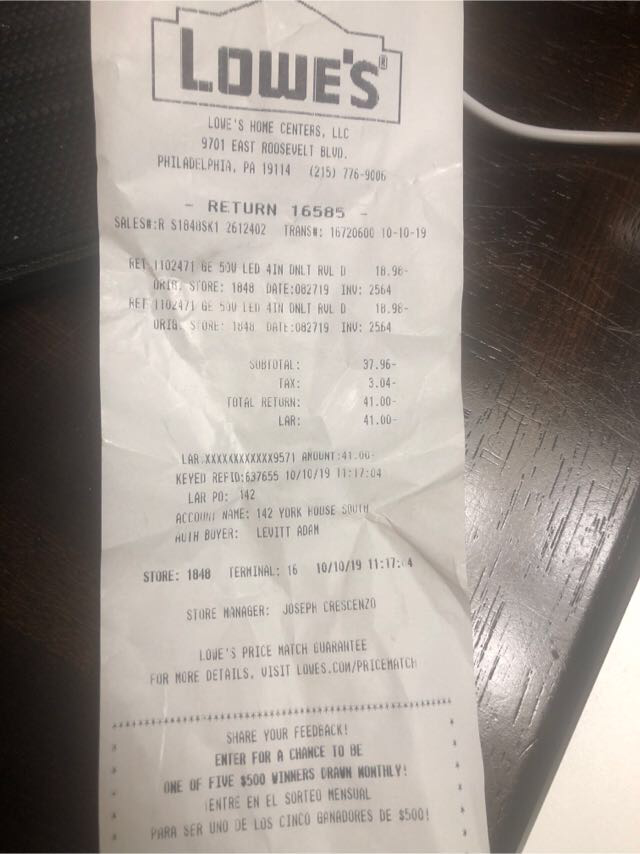 LOWE'S®
LOWE'S HOME CENTERS, LLC
9701 EAST ROOSEVELT BLVD.
PHILADELPHIA, PA 19114 (215) 776-9006
- RETURN 16585 -
SALES#:R S1848SK1 2612402 TRANS#: 16720600 10-10-19
RET 1102471 GE 50W LED 4IN DNLT RVL D 18.98-
ORIG. STORE: 1848 DATE:082719 INV: 2564
RET 1102471 GE 50W LED 4IN DNLT RVL D 18.98-
ORIG. STORE: 1848 DATE:082719 INV: 2564
SUBTOTAL: 37.96-
TAX: 3.04-
TOTAL RETURN: 41.00-
LAR: 41.00-
LAR:XXXXXXXXXXXX9571 AMOUNT:41.00-
KEYED REFID:637655 10/10/19 11:17:04
LAR PO: 142
ACCOUNT NAME: 142 YORK HOUSE SOUTH
AUTH BUYER: LEVITT ADAM
STORE: 1848 TERMINAL: 16 10/10/19 11:17:04
STORE MANAGER: JOSEPH CRESCENZO
LOWE'S PRICE MATCH GUARANTEE
FOR MORE DETAILS, VISIT LOWES.COM/PRICEMATCH
SHARE YOUR FEEDBACK!
ENTER FOR A CHANCE TO BE
ONE OF FIVE $500 WINNERS DRAWN MONTHLY!
¡ENTRE EN EL SORTEO MENSUAL
PARA SER UNO DE LOS CINCO GANADORES DE $500!